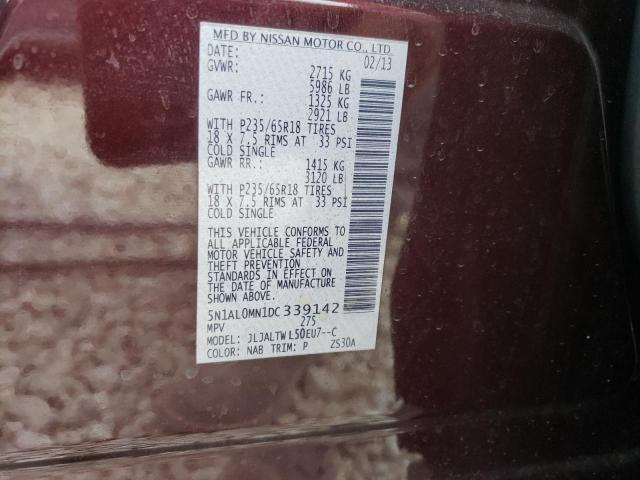 MFD BY NISSAN MOTOR CO., LTD.
DATE: 02/13
GVWR: 2715 KG
5986 LB
GAWR FR.: 1325 KG
2921 LB
WITH P235/65R18 TIRES
18 X 7.5 RIMS AT 33 PSI
COLD SINGLE
GAWR RR.: 1415 KG
3120 LB
WITH P235/65R18 TIRES
18 X 7.5 RIMS AT 33 PSI
COLD SINGLE
THIS VEHICLE CONFORMS TO
ALL APPLICABLE FEDERAL
MOTOR VEHICLE SAFETY AND
THEFT PREVENTION
STANDARDS IN EFFECT ON
THE DATE OF MANUFACTURE
SHOWN ABOVE.
5N1AL0MN1DC339142
MPV 275
MODEL: JLJALTWL50EU7--C
COLOR: NAB TRIM: P ZS30A